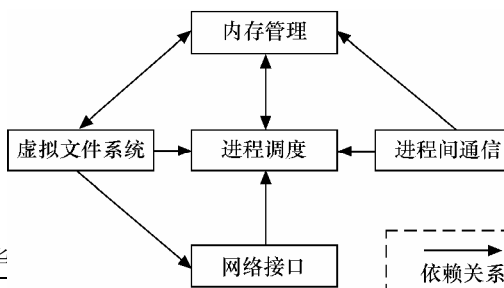 内存管理
虚拟文件系统
进程调度
进程间通信
网络接口
依赖关系